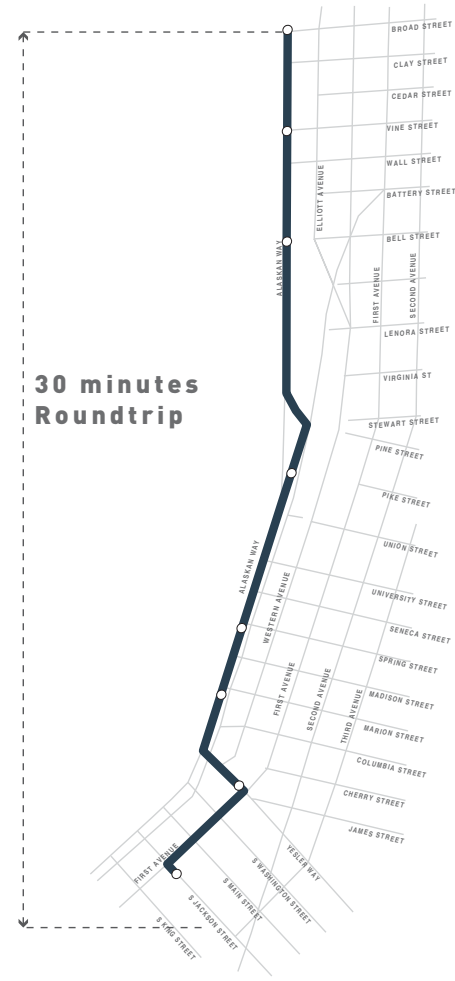 BROAD STREET
CLAY STREET
CEDAR STREET
VINE STREET
WALL STREET
BATTERY STREET
ELLIOTT AVENUE
BELL STREET
ALASKAN WAY
FIRST AVENUE
SECOND AVENUE
LENORA STREET
VIRGINIA ST
30 minutes
Roundtrip
STEWART STREET
PINE STREET
PIKE STREET
UNION STREET
ALASKAN WAY
WESTERN AVENUE
UNIVERSITY STREET
SENECA STREET
SPRING STREET
FIRST AVENUE
SECOND AVENUE
THIRD AVENUE
MADISON STREET
MARION STREET
COLUMBIA STREET
CHERRY STREET
JAMES STREET
FIRST AVENUE
YESLER WAY
S WASHINGTON STREET
S MAIN STREET
S JACKSON STREET
S KING STREET